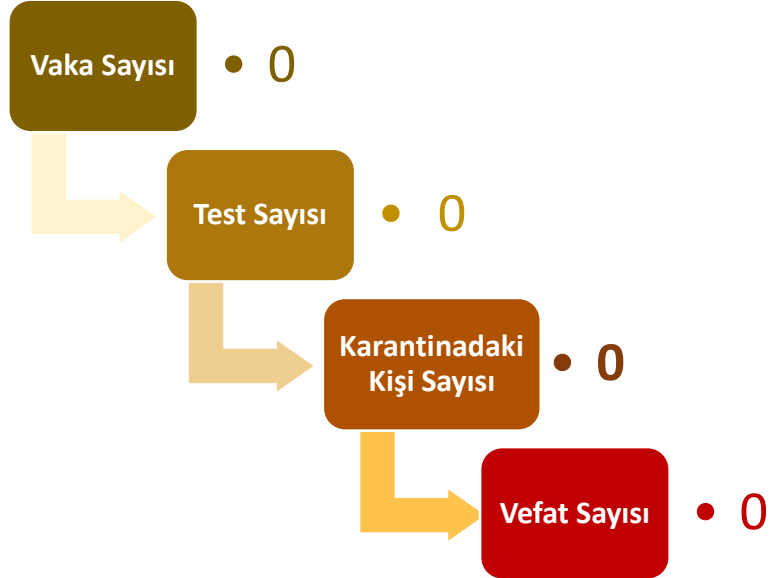 Vaka Sayısı
• 0
Test Sayısı
• 0
Karantinadaki
Kişi Sayısı
• 0
Vefat Sayısı
• 0